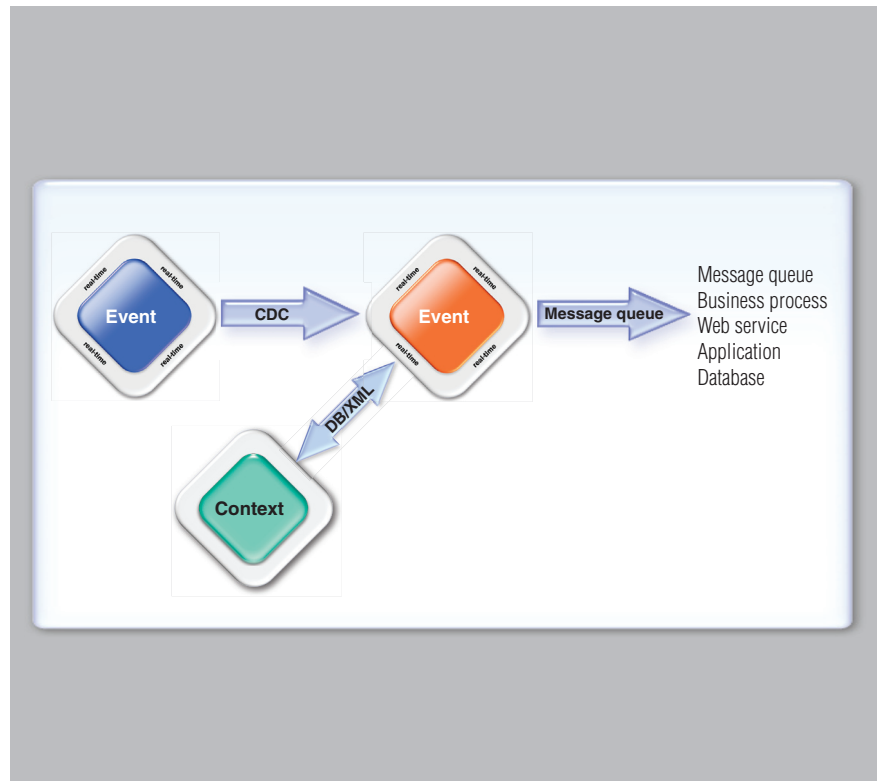 real-time
real-time
Event
real-time
real-time
CDC
real-time
real-time
Event
real-time
real-time
Message queue
Message queue
Business process
Web service
Application
Database
DB/XML
Context